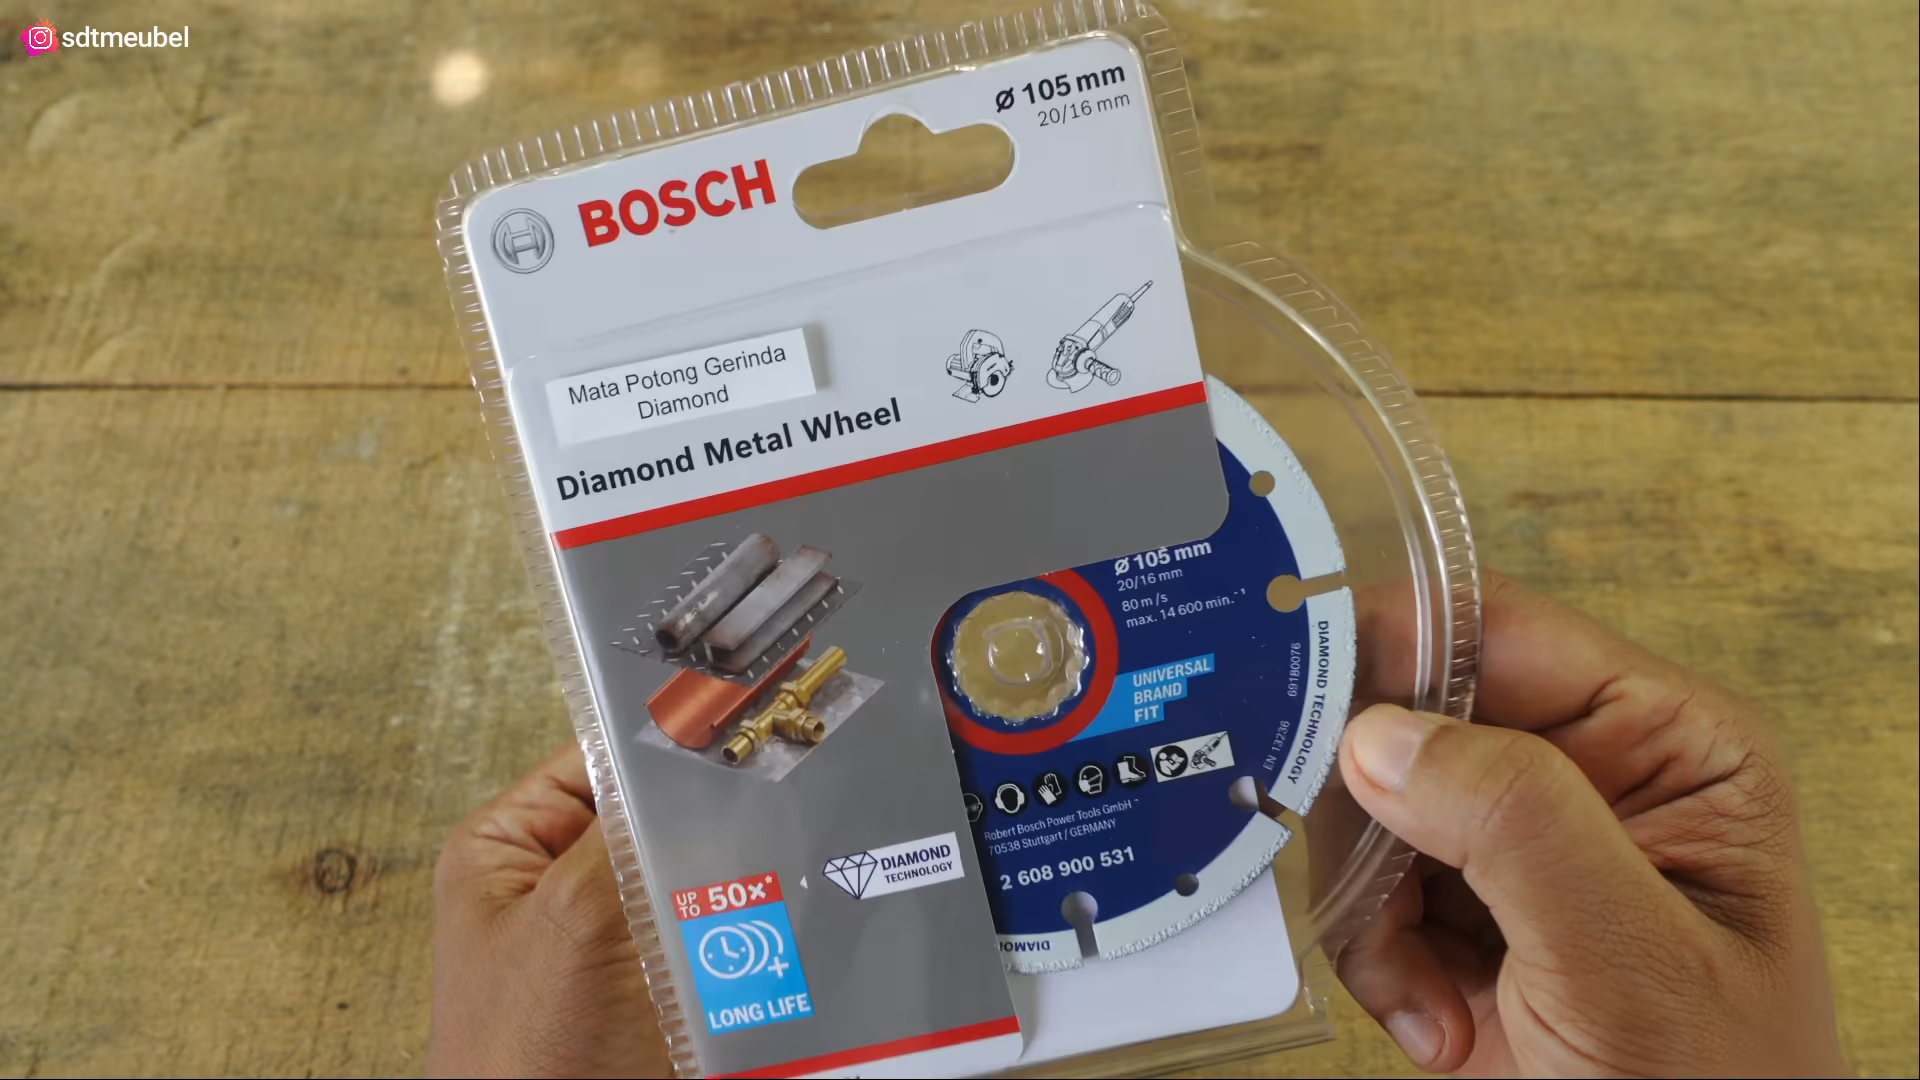 sdtmeubel
Ø 105 mm
20/16 mm
BOSCH
Mata Potong Gerinda
Diamond
Diamond Metal Wheel
Ø 105 mm
20/16 mm
80 m/s
max. 14 600 min.⁻¹
UNIVERSAL
BRAND
FIT
DIAMOND TECHNOLOGY
69180076
EN 13236
Robert Bosch Power Tools GmbH
70538 Stuttgart / GERMANY
2 608 900 531
DIAMOND
TECHNOLOGY
UP TO 50x*
LONG LIFE
DIAMO